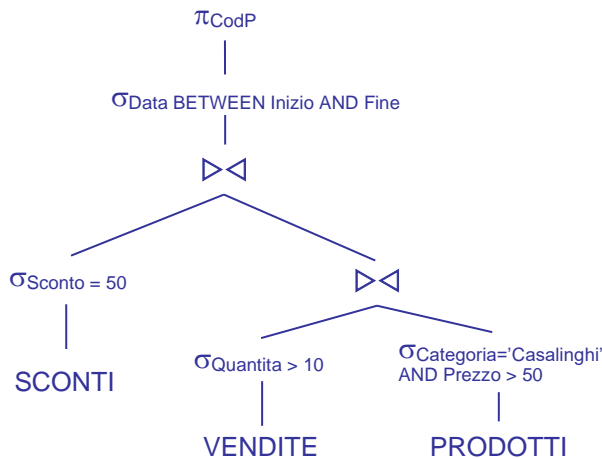 πCodP
σData BETWEEN Inizio AND Fine
▷◁
σSconto = 50
▷◁
SCONTI
σQuantita > 10
σCategoria='Casalinghi'
AND Prezzo > 50
VENDITE
PRODOTTI